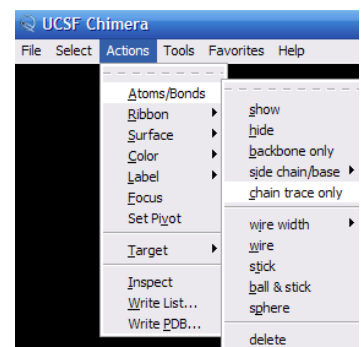 UCSF Chimera
File Select Actions Tools Favorites Help
Atoms/Bonds
Ribbon
Surface
Color
Label
Focus
Set Pivot
Target
Inspect
Write List...
Write PDB...
show
hide
backbone only
side chain/base
chain trace only
wire width
wire
stick
ball & stick
sphere
delete